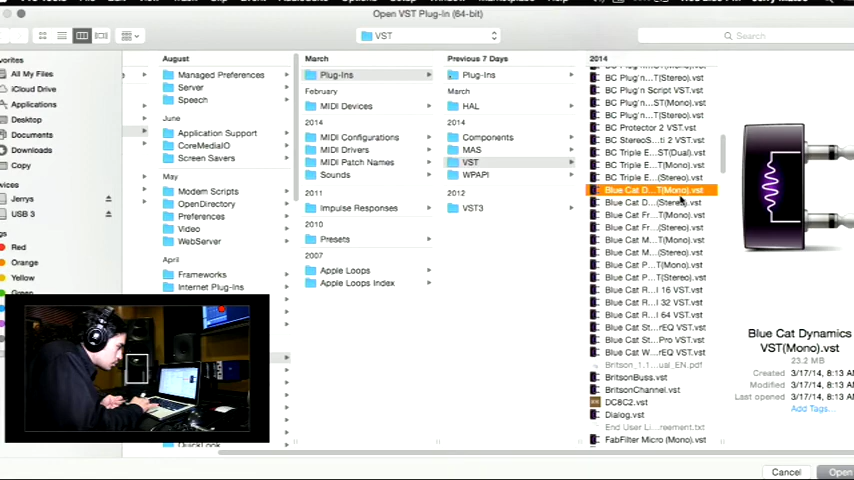 Open VST Plug-in (64-bit)
VST
Search
Favorites
All My Files
iCloud Drive
Applications
Desktop
Documents
Downloads
Copy
Jerrys
USB 3
Red
Orange
Yellow
Green
August
Managed Preferences
Server
Speech
June
Application Support
CoreMediaIO
Screen Savers
May
Modem Scripts
OpenDirectory
Preferences
Video
WebServer
April
Frameworks
Internet Plug-Ins
QuickLook
March
Plug-Ins
February
MIDI Devices
2014
MIDI Configurations
MIDI Drivers
MIDI Patch Names
Sounds
2011
Impulse Responses
2010
Presets
2007
Apple Loops
Apple Loops Index
Previous 7 Days
Plug-Ins
March
HAL
2014
Components
MAS
VST
WPAPI
2012
VST3
2014
BC Plug'n...T(Stereo).vst
BC Plug'n Script VST.vst
BC Plug'n...ST(Mono).vst
BC Plug'n...T(Stereo).vst
BC Protector 2 VST.vst
BC StereoS...ti 2 VST.vst
BC Triple E...ST(Dual).vst
BC Triple E...T(Mono).vst
BC Triple E...(Stereo).vst
Blue Cat D...T(Mono).vst
Blue Cat D...(Stereo).vst
Blue Cat Fr...T(Mono).vst
Blue Cat Fr...(Stereo).vst
Blue Cat M...T(Mono).vst
Blue Cat M...(Stereo).vst
Blue Cat P...T(Mono).vst
Blue Cat P...T(Stereo).vst
Blue Cat R...l 16 VST.vst
Blue Cat R...l 32 VST.vst
Blue Cat R...l 64 VST.vst
Blue Cat St...rEQ VST.vst
Blue Cat St...Pro VST.vst
Blue Cat W...rEQ VST.vst
Britson_1.1...ual_EN.pdf
BritsonBuss.vst
BritsonChannel.vst
DC8C2.vst
Dialog.vst
End User Li...reement.txt
FabFilter Micro (Mono).vst
Blue Cat Dynamics
VST(Mono).vst
23.2 MB
Created 3/17/14, 8:13 AM
Modified 3/17/14, 8:13 AM
Last opened 3/17/14, 8:13 AM
Add Tags...
Cancel
Open